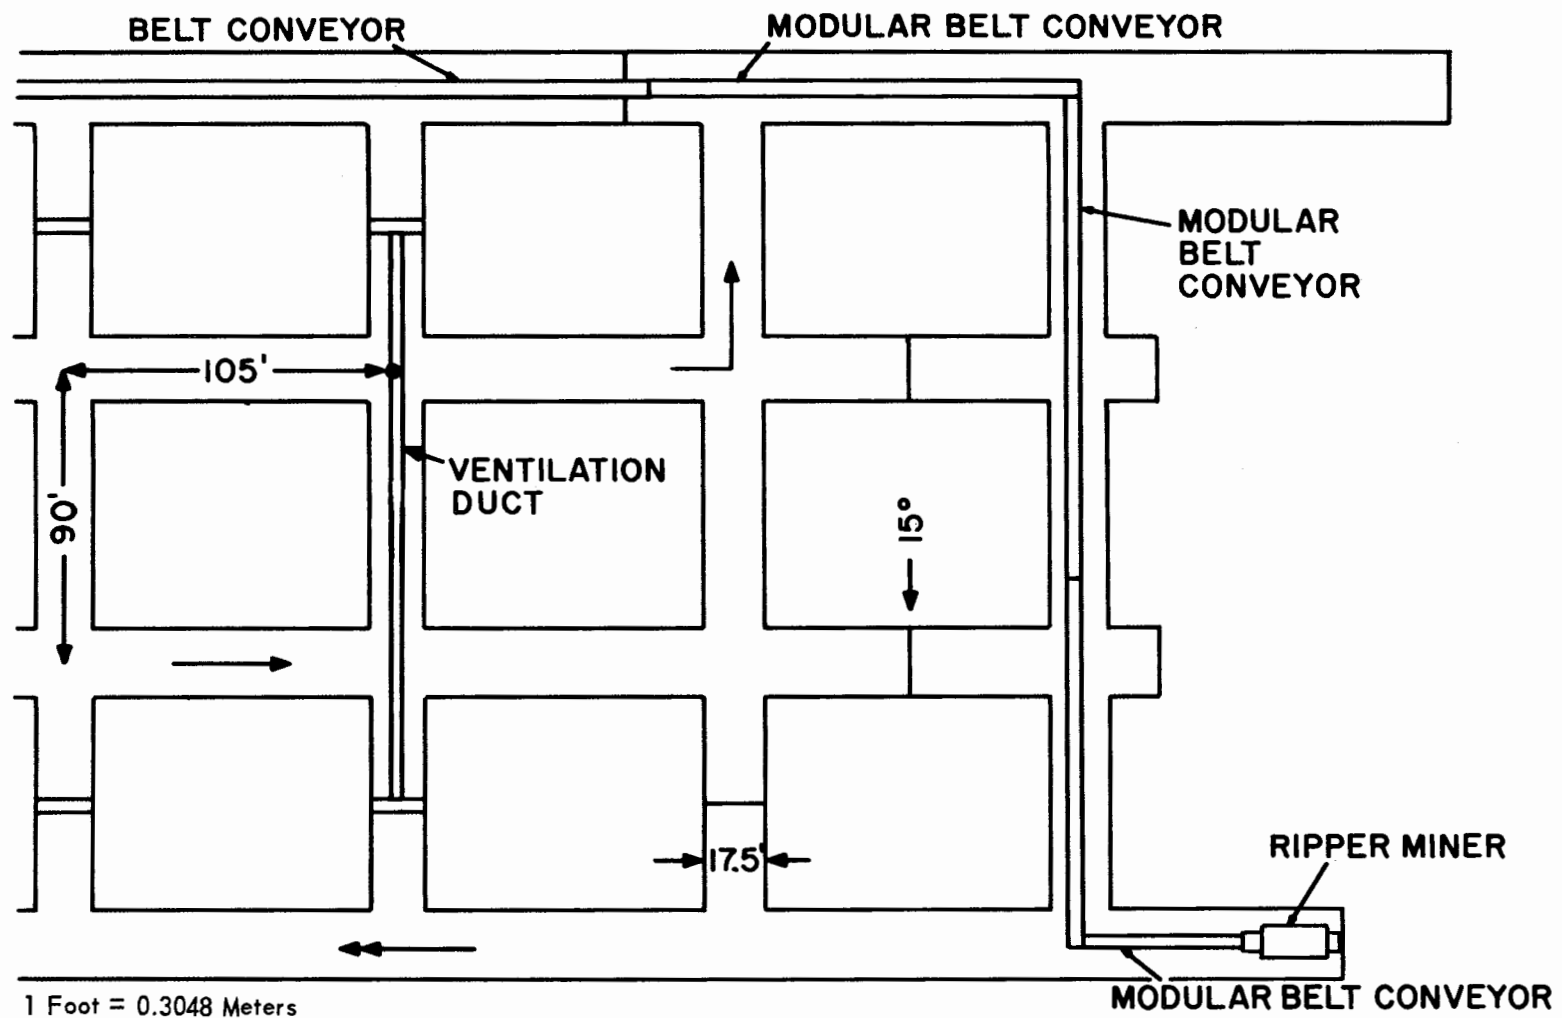 BELT CONVEYOR
MODULAR BELT CONVEYOR
MODULAR
BELT
CONVEYOR
105'
90'
VENTILATION
DUCT
15°
17.5'
RIPPER MINER
MODULAR BELT CONVEYOR
1 Foot = 0.3048 Meters